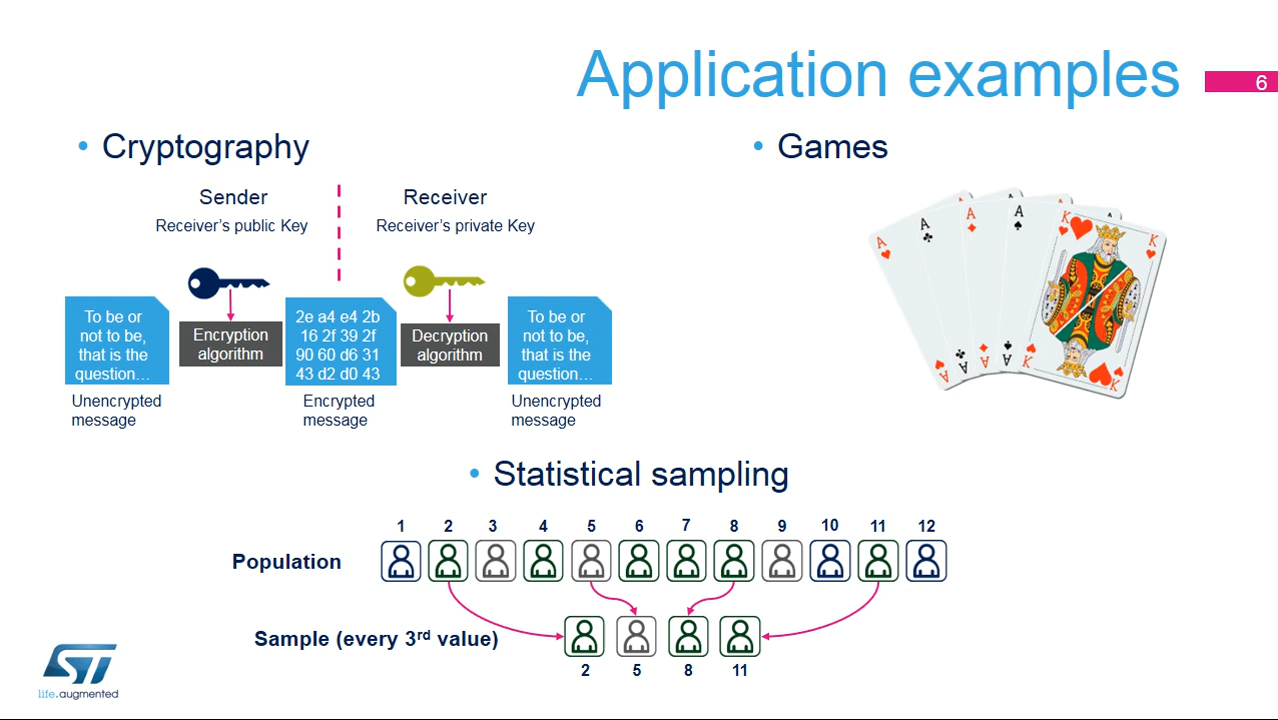 Application examples
6
• Cryptography
Sender
Receiver
Receiver's public Key
Receiver's private Key
To be or
not to be,
that is the
question…
Encryption
algorithm
2e a4 e4 2b
16 2f 39 2f
90 60 d6 31
43 d2 d0 43
Decryption
algorithm
To be or
not to be,
that is the
question…
Unencrypted
message
Encrypted
message
Unencrypted
message
• Games
A
A
A
A
K
K
A
A
A
A
K
K
• Statistical sampling
1 2 3 4 5 6 7 8 9 10 11 12
Population
Sample (every 3rd value)
2 5 8 11
ST
life.augmented